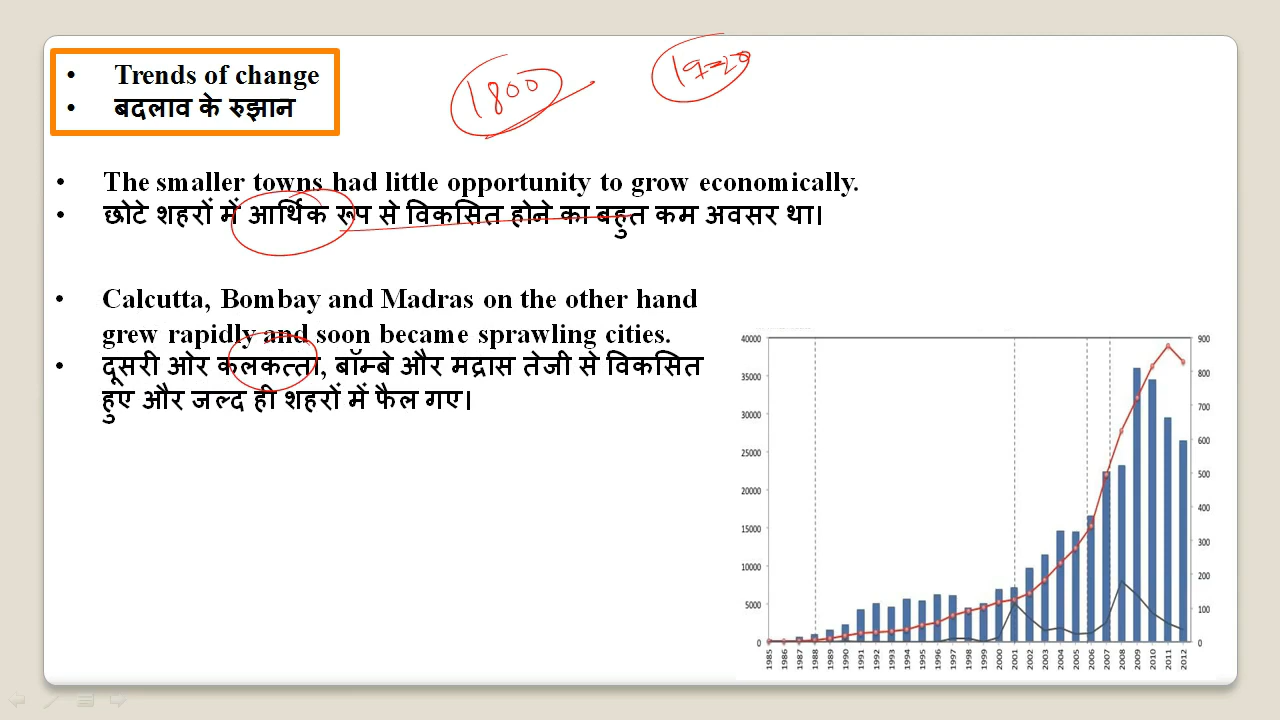 • Trends of change
• बदलाव के रुझान
1800
19-20
• The smaller towns had little opportunity to grow economically.
• छोटे शहरों में आर्थिक रूप से विकसित होने का बहुत कम अवसर था।
• Calcutta, Bombay and Madras on the other hand
grew rapidly and soon became sprawling cities.
• दूसरी ओर कलकत्ता, बॉम्बे और मद्रास तेजी से विकसित
हुए और जल्द ही शहरों में फैल गए।
40000 900
35000 800
30000 700
25000 600
20000 500
15000 400
10000 300
5000 200
0 100
0
1985 1986 1987 1988 1989 1990 1991 1992 1993 1994 1995 1996 1997 1998 1999 2000 2001 2002 2003 2004 2005 2006 2007 2008 2009 2010 2011 2012